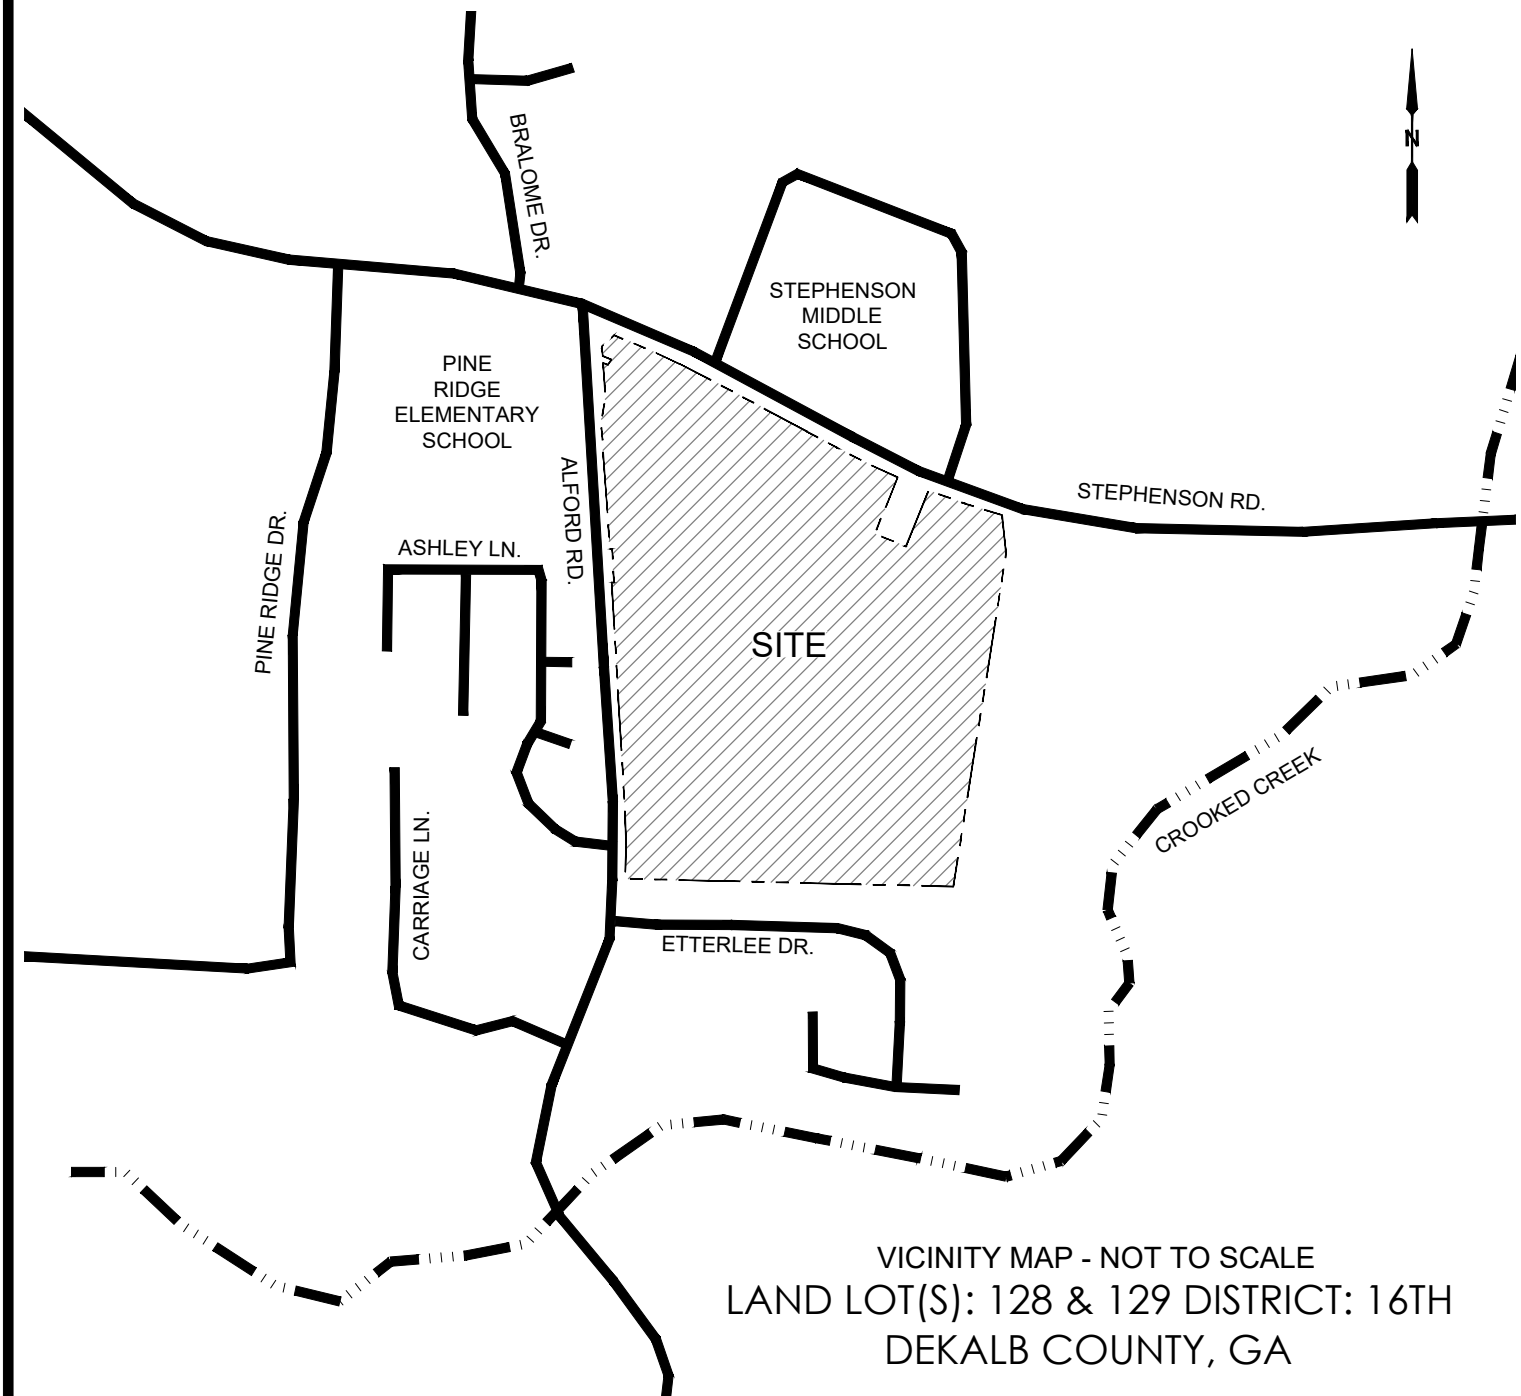 BRALOME DR.
N
STEPHENSON
MIDDLE
SCHOOL
PINE
RIDGE
ELEMENTARY
SCHOOL
ALFORD RD.
STEPHENSON RD.
PINE RIDGE DR.
ASHLEY LN.
SITE
CROOKED CREEK
CARRIAGE LN.
ETTERLEE DR.
VICINITY MAP - NOT TO SCALE
LAND LOT(S): 128 & 129 DISTRICT: 16TH
DEKALB COUNTY, GA